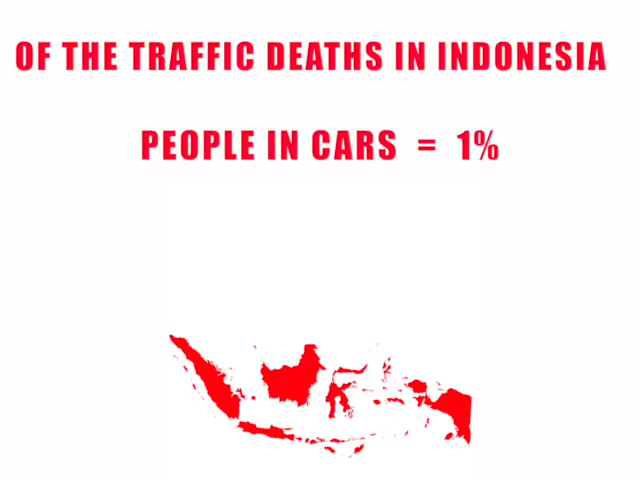 OF THE TRAFFIC DEATHS IN INDONESIA
PEOPLE IN CARS = 1%